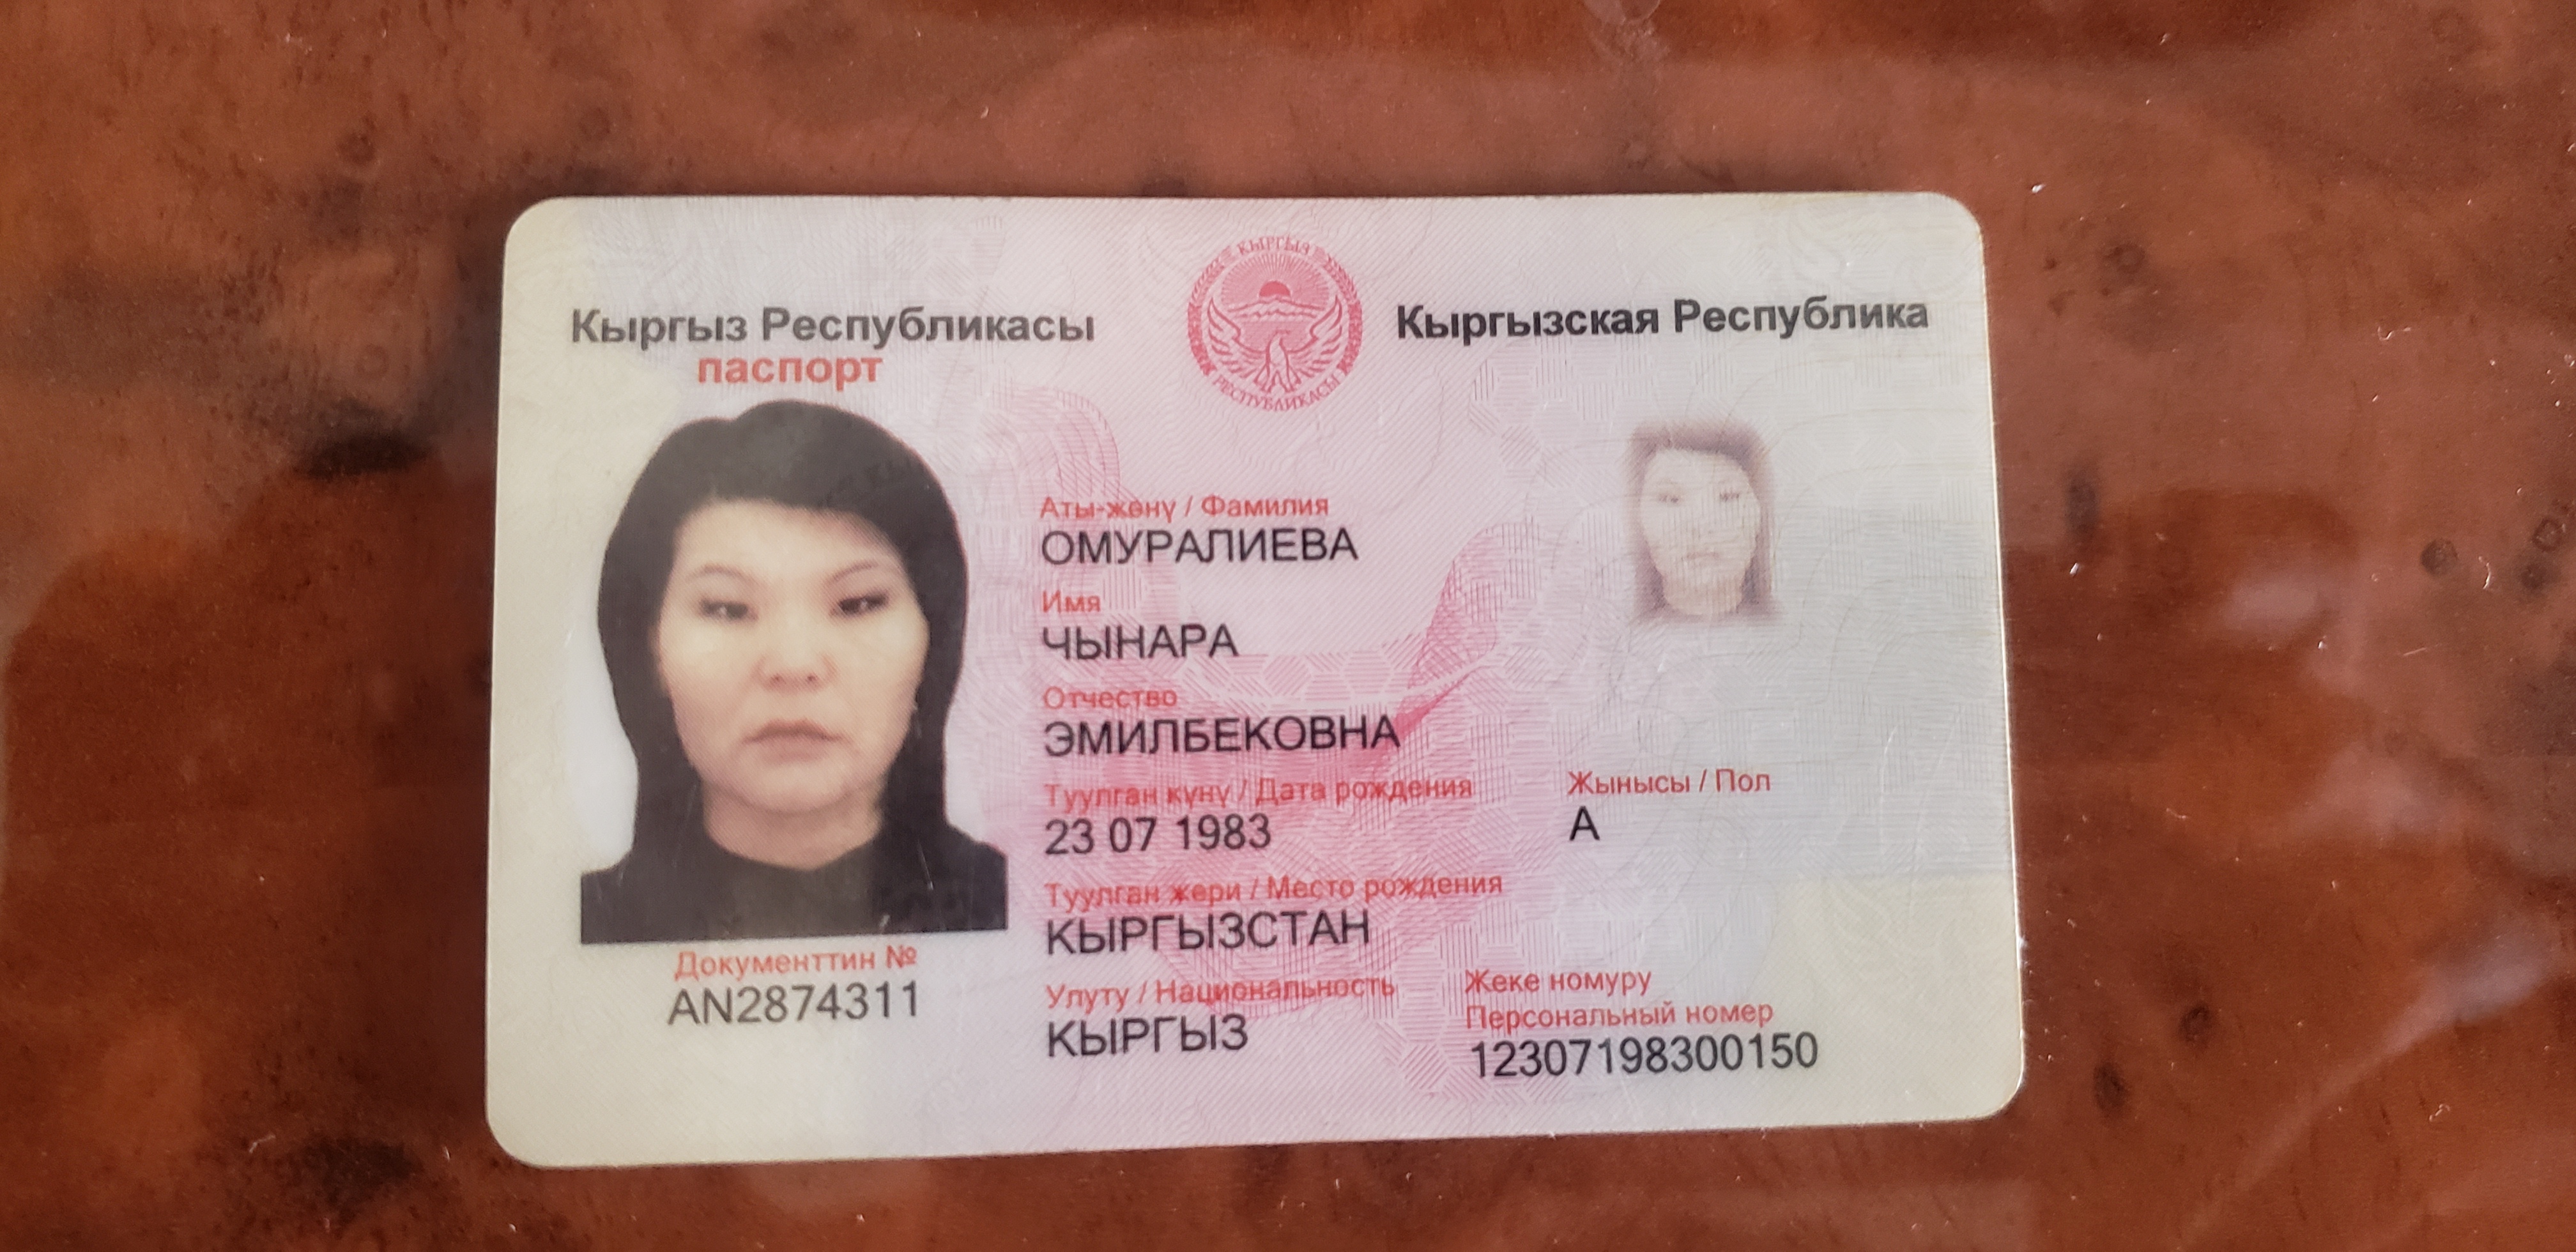 Кыргыз Республикасы
Кыргызская Республика
паспорт
КЫРГЫЗ РЕСПУБЛИКАСЫ
Аты-жөнү / Фамилия
ОМУРАЛИЕВА
Имя
ЧЫНАРА
Отчество
ЭМИЛБЕКОВНА
Туулган күнү / Дата рождения
Жынысы / Пол
23 07 1983
А
Туулган жери / Место рождения
КЫРГЫЗСТАН
Улуту / Национальность
КЫРГЫЗ
Жеке номуру
Персональный номер
12307198300150
Документтин №
AN2874311